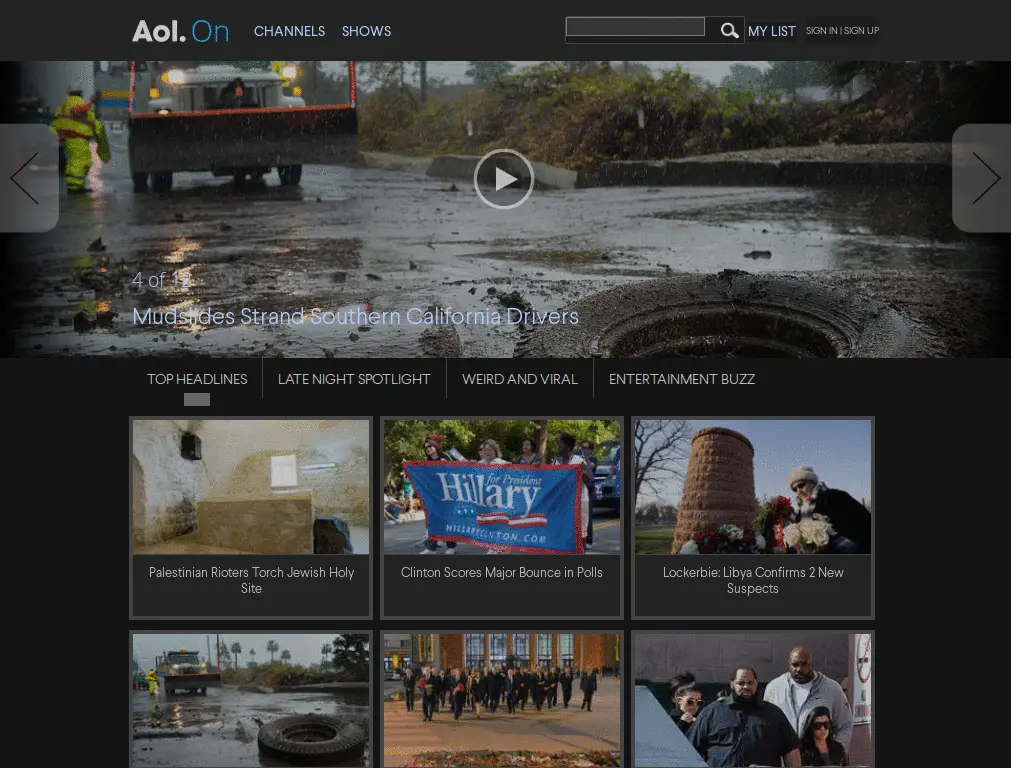 Aol. On
CHANNELS
SHOWS
MY LIST
SIGN IN | SIGN UP
4 of 12
Mudslides Strand Southern California Drivers
TOP HEADLINES
LATE NIGHT SPOTLIGHT
WEIRD AND VIRAL
ENTERTAINMENT BUZZ
for President
Hillary
HILLARYCLINTON.COM
Palestinian Rioters Torch Jewish Holy
Site
Clinton Scores Major Bounce in Polls
Lockerbie: Libya Confirms 2 New
Suspects